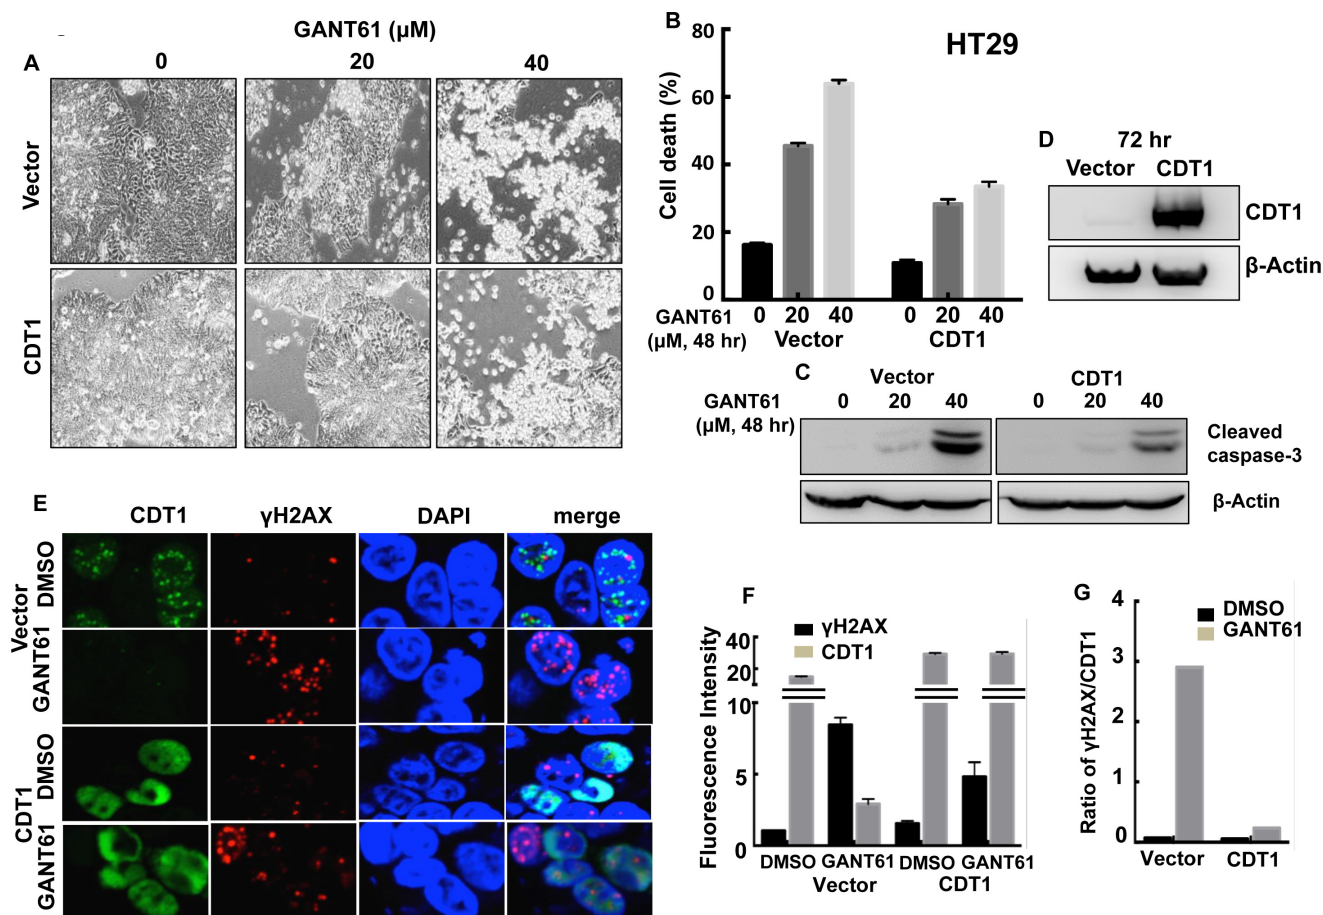 GANT61 (µM)
A
0
20
40
Vector
CDT1
B
HT29
Cell death (%)
80
60
40
20
0
GANT61
(µM, 48 hr)
0 20 40
Vector
0 20 40
CDT1
D
72 hr
Vector CDT1
CDT1
β-Actin
C
Vector
CDT1
GANT61
(µM, 48 hr)
0 20 40
0 20 40
Cleaved
caspase-3
β-Actin
E
CDT1
γH2AX
DAPI
merge
Vector
DMSO
GANT61
CDT1
DMSO
GANT61
F
Fluorescence Intensity
40
20
10
5
0
γH2AX
CDT1
DMSO GANT61 DMSO GANT61
Vector
CDT1
G
Ratio of γH2AX/CDT1
4
3
2
1
0
DMSO
GANT61
Vector
CDT1